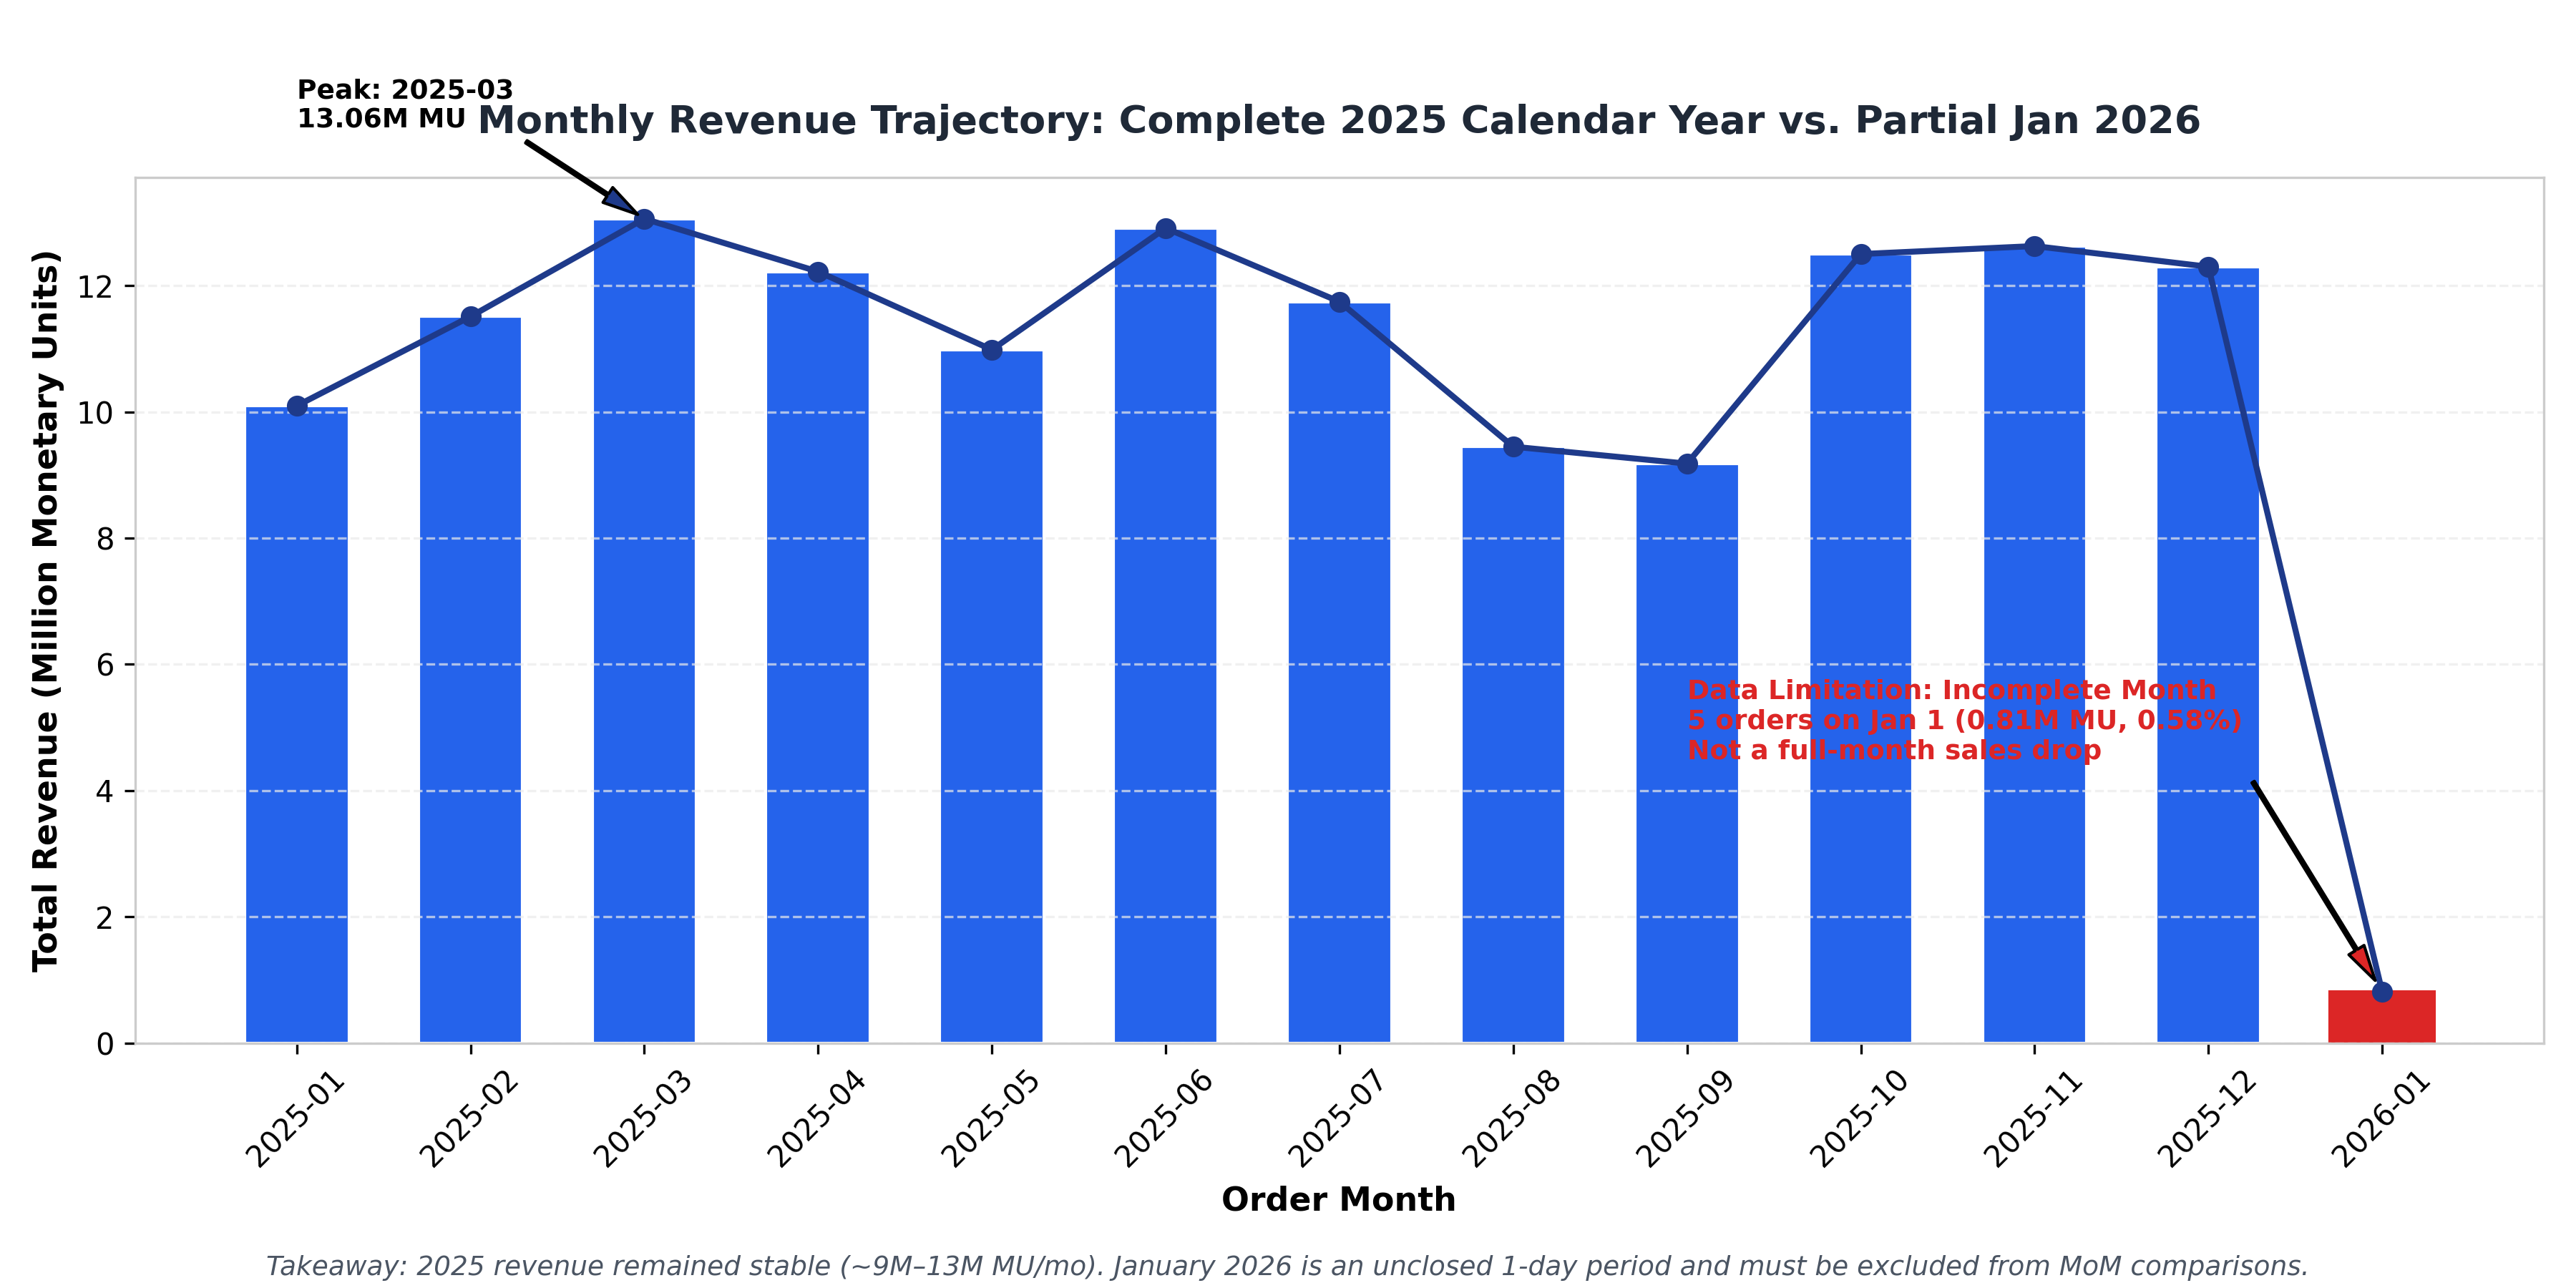 Peak: 2025-03
13.06M MU
Monthly Revenue Trajectory: Complete 2025 Calendar Year vs. Partial Jan 2026
Total Revenue (Million Monetary Units)
12
10
8
6
4
2
0
Data Limitation: Incomplete Month
5 orders on Jan 1 (0.81M MU, 0.58%)
Not a full-month sales drop
2025-01
2025-02
2025-03
2025-04
2025-05
2025-06
2025-07
2025-08
2025-09
2025-10
2025-11
2025-12
2026-01
Order Month
Takeaway: 2025 revenue remained stable (~9M–13M MU/mo). January 2026 is an unclosed 1-day period and must be excluded from MoM comparisons.